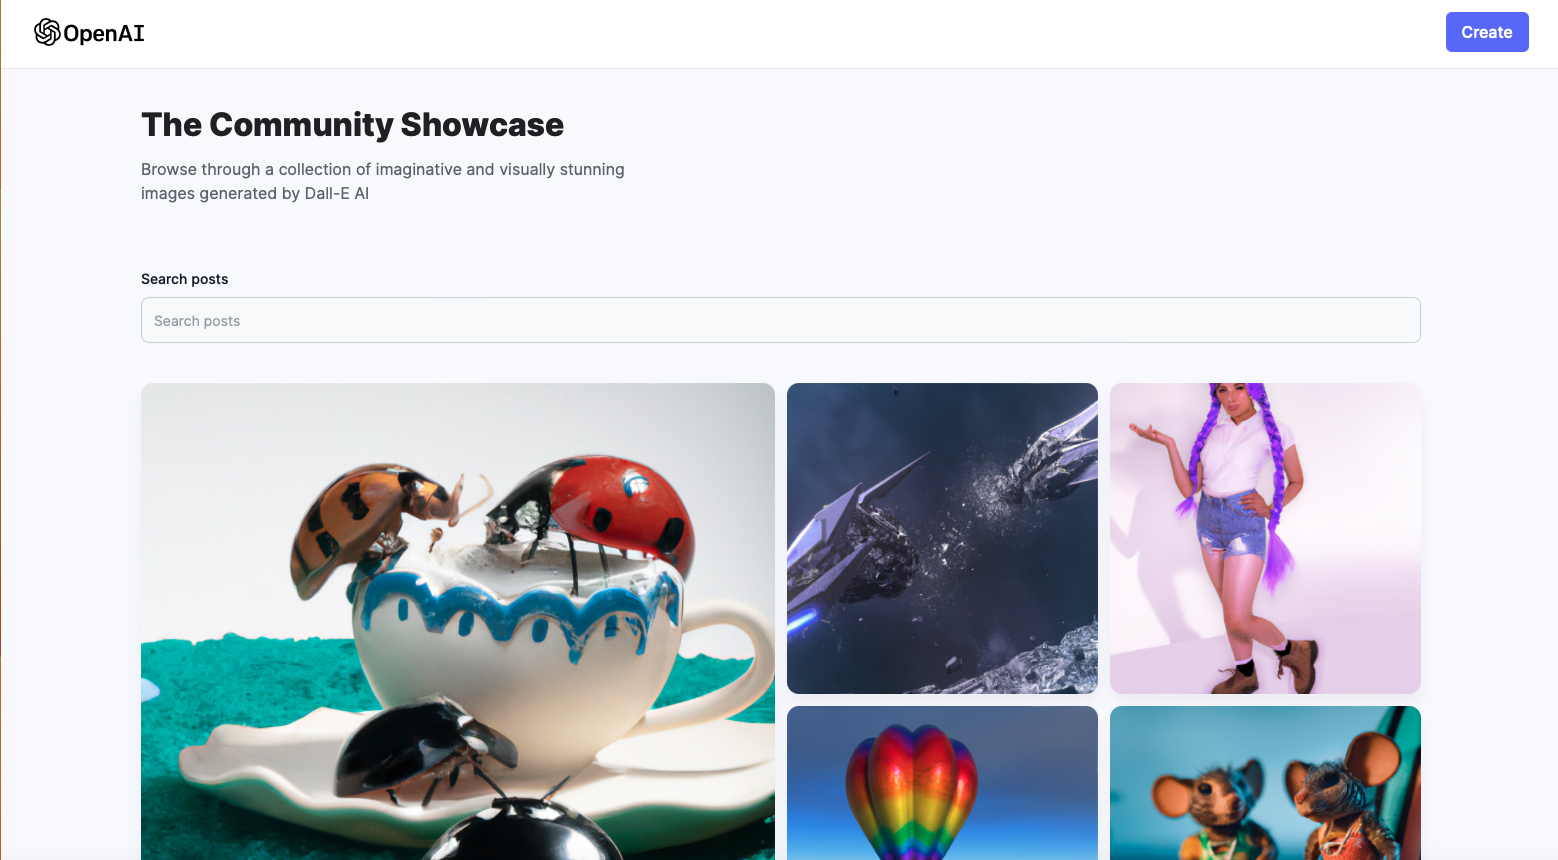 OpenAI
Create
The Community Showcase
Browse through a collection of imaginative and visually stunning
images generated by Dall-E AI
Search posts
Search posts